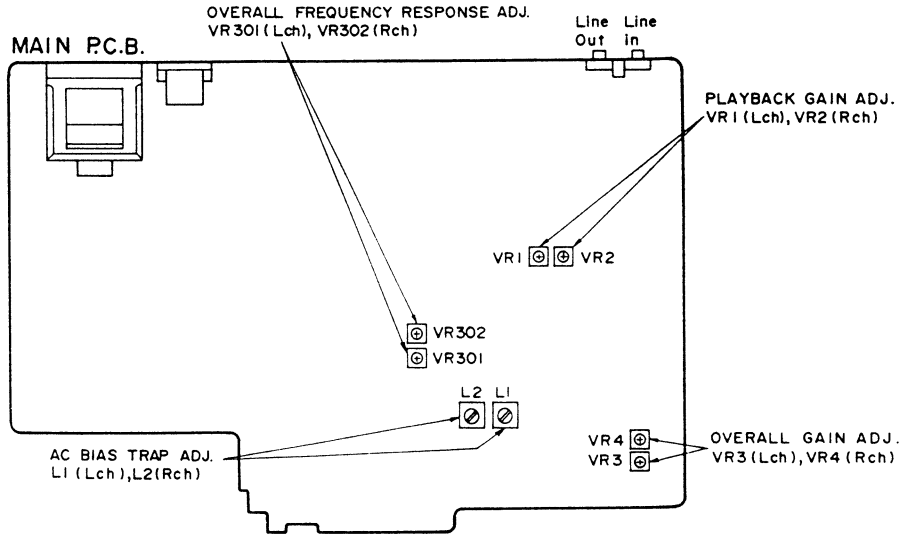 OVERALL FREQUENCY RESPONSE ADJ.
VR301(Lch), VR302(Rch)
MAIN P.C.B.
Line Line
Out in
PLAYBACK GAIN ADJ.
VR1(Lch), VR2(Rch)
VR1 VR2
VR302
VR301
L2 L1
AC BIAS TRAP ADJ.
L1(Lch),L2(Rch)
VR4
VR3
OVERALL GAIN ADJ.
VR3(Lch), VR4(Rch)